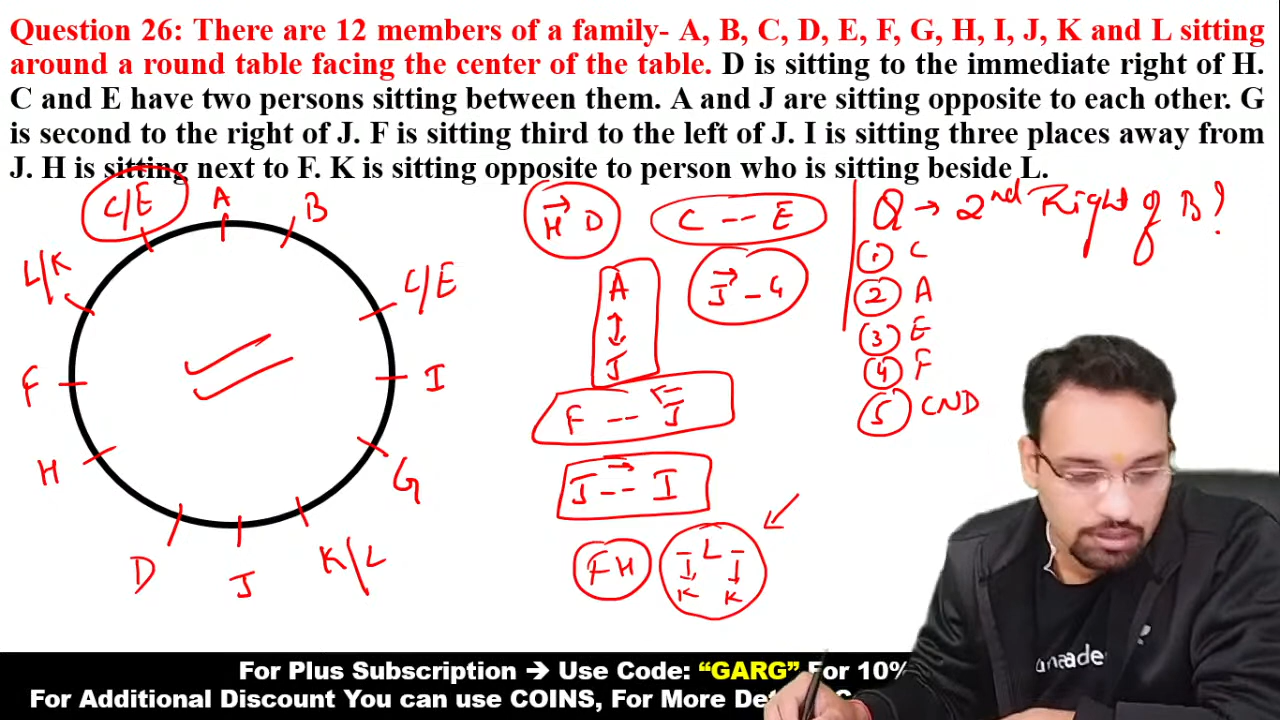 Question 26: There are 12 members of a family- A, B, C, D, E, F, G, H, I, J, K and L sitting
around a round table facing the center of the table. D is sitting to the immediate right of H.
C and E have two persons sitting between them. A and J are sitting opposite to each other. G
is second to the right of J. F is sitting third to the left of J. I is sitting three places away from
J. H is sitting next to F. K is sitting opposite to person who is sitting beside L.
C/E
A
B
L/K
C/E
F
I
H
G
D
J
K/L
H D
C -- E
A
J
J - G
F -- J
J -- I
FH
- L -
K K
Q → 2nd Right of B?
1 C
2 A
3 E
4 F
5 CND
For Plus Subscription → Use Code: “GARG” For 10%
For Additional Discount You can use COINS, For More